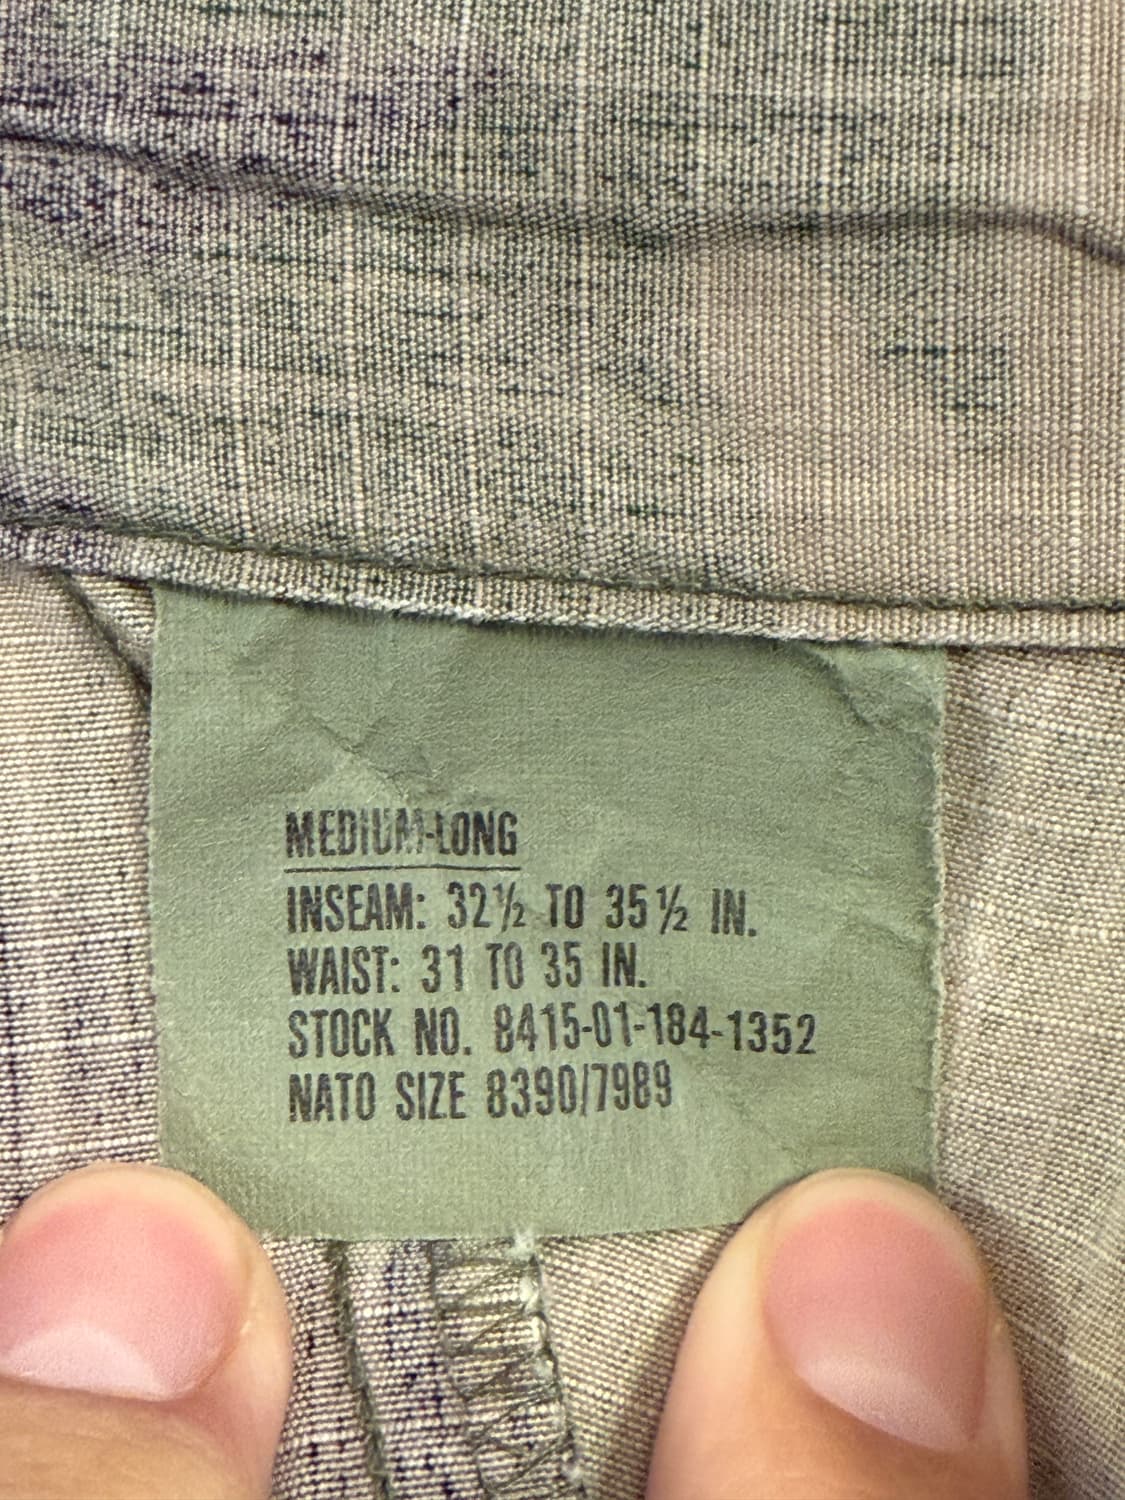 MEDIUM-LONG
INSEAM: 32½ TO 35½ IN.
WAIST: 31 TO 35 IN.
STOCK NO. 8415-01-184-1352
NATO SIZE 8390/7989